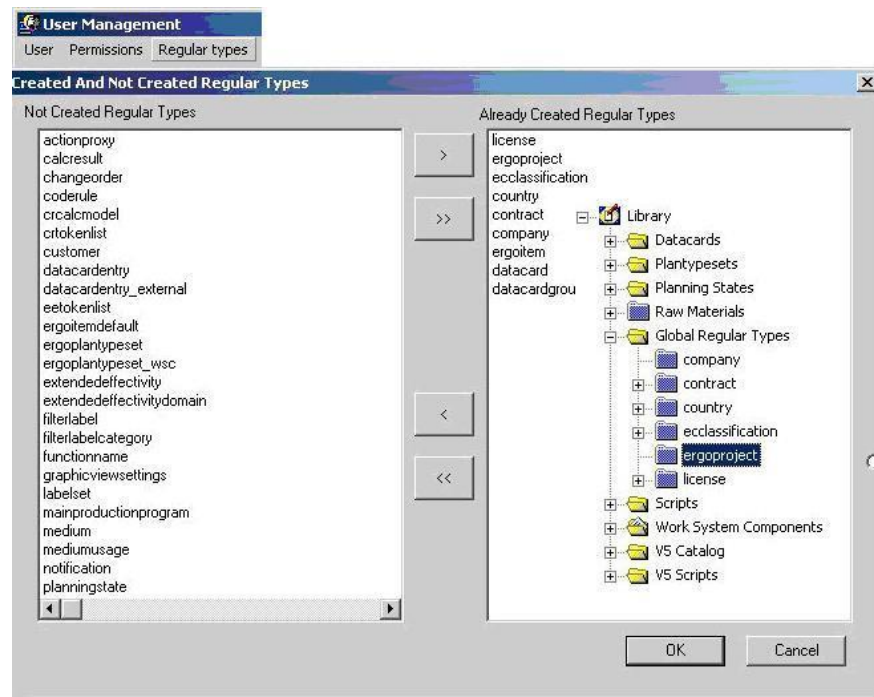 User Management
User Permissions Regular types
Created And Not Created Regular Types
Not Created Regular Types
actionproxy
calcresult
changeorder
coderule
crcalcmodel
crtokenlist
customer
datacardentry
datacardentry_external
eetokenlist
ergoitemdefault
ergoplantypeset
ergoplantypeset_wsc
extendedeffectivity
extendedeffectivitydomain
filterlabel
filterlabelcategory
functionname
graphicviewsettings
labelset
mainproductionprogram
medium
mediumusage
notification
planningstate
>
>>
<
<<
Already Created Regular Types
license
ergoproject
ecclassification
country
contract
company
ergoitem
datacard
datacardgrou
Library
Datacards
Plantypesets
Planning States
Raw Materials
Global Regular Types
company
contract
country
ecclassification
ergoproject
license
Scripts
Work System Components
V5 Catalog
V5 Scripts
OK Cancel